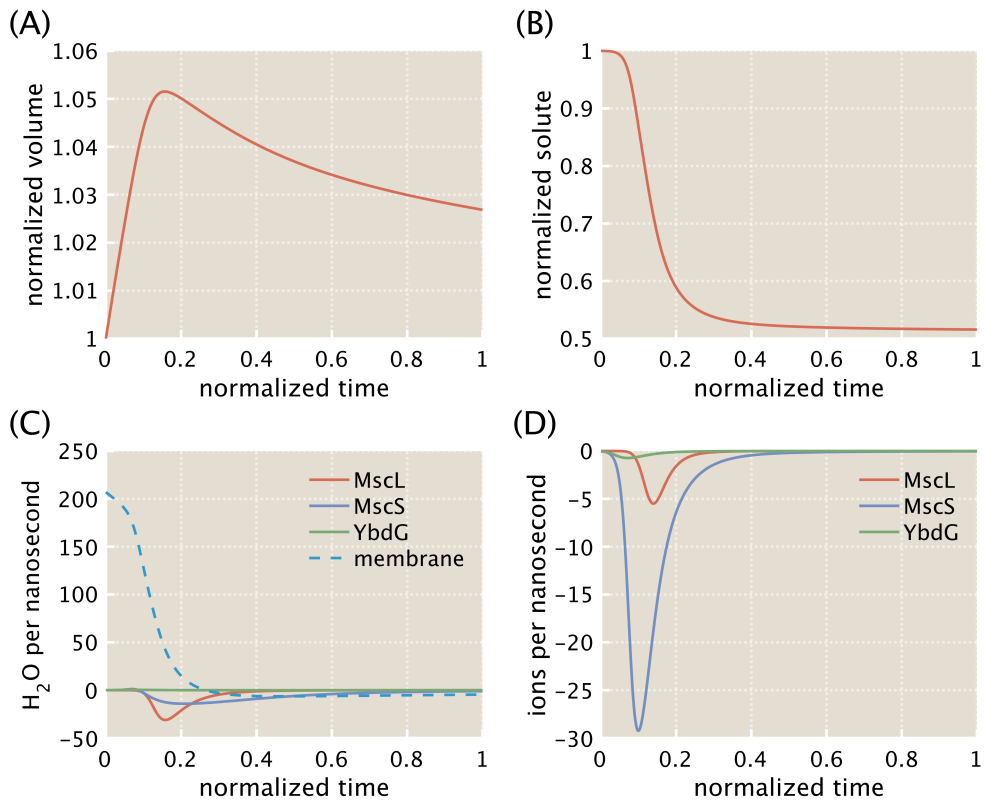 (A)
normalized volume
1.06
1.05
1.04
1.03
1.02
1.01
1
0 0.2 0.4 0.6 0.8 1
normalized time
(B)
normalized solute
1
0.9
0.8
0.7
0.6
0.5
0 0.2 0.4 0.6 0.8 1
normalized time
(C)
H₂O per nanosecond
250
200
150
100
50
0
−50
MscL
MscS
YbdG
membrane
0 0.2 0.4 0.6 0.8 1
normalized time
(D)
ions per nanosecond
0
−5
−10
−15
−20
−25
−30
MscL
MscS
YbdG
0 0.2 0.4 0.6 0.8 1
normalized time